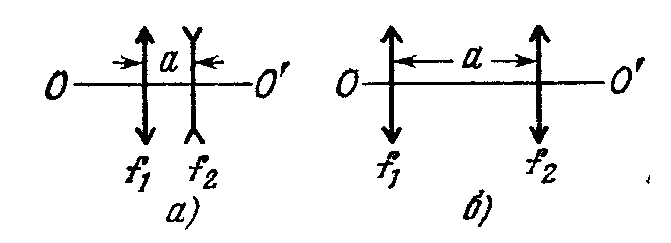 O a O' O a O'
f₁ f₂ f₁ f₂
а) б)